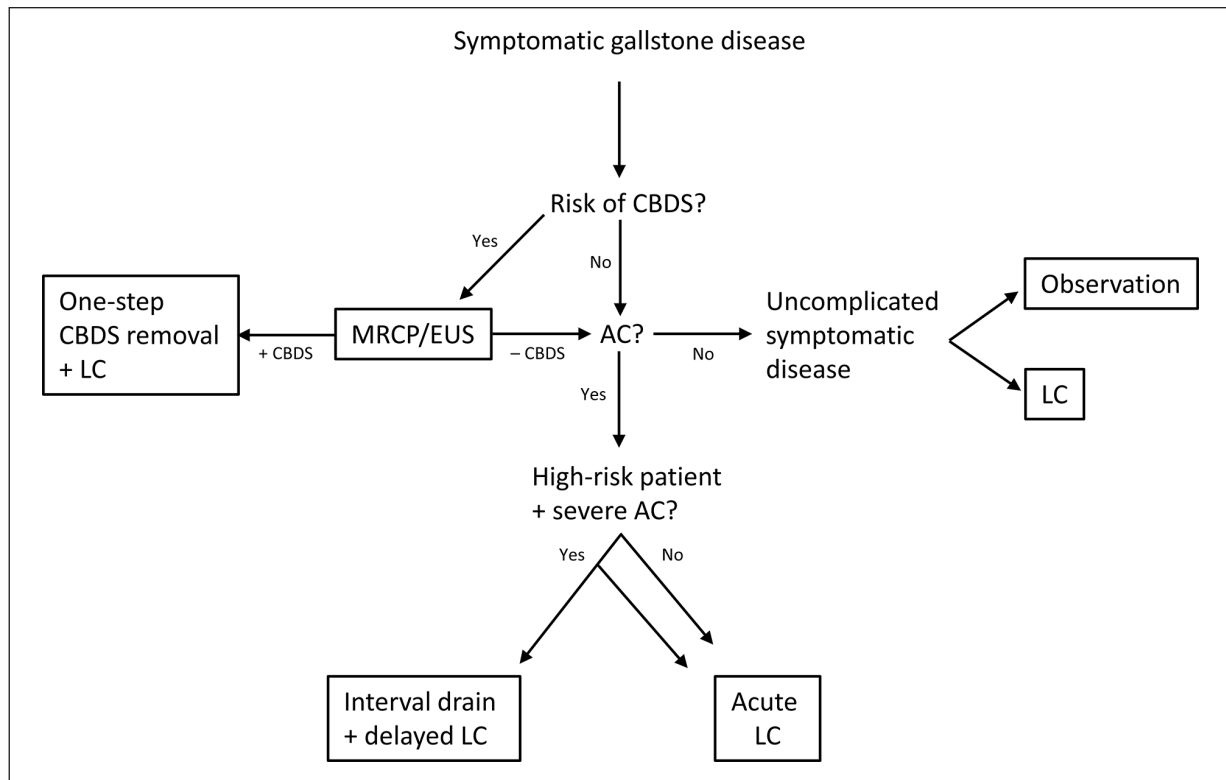 Symptomatic gallstone disease
Risk of CBDS?
Yes
No
One-step
CBDS removal
+ LC
+ CBDS
MRCP/EUS
– CBDS
AC?
No
Uncomplicated
symptomatic
disease
Observation
LC
Yes
High-risk patient
+ severe AC?
Yes
No
Interval drain
+ delayed LC
Acute
LC